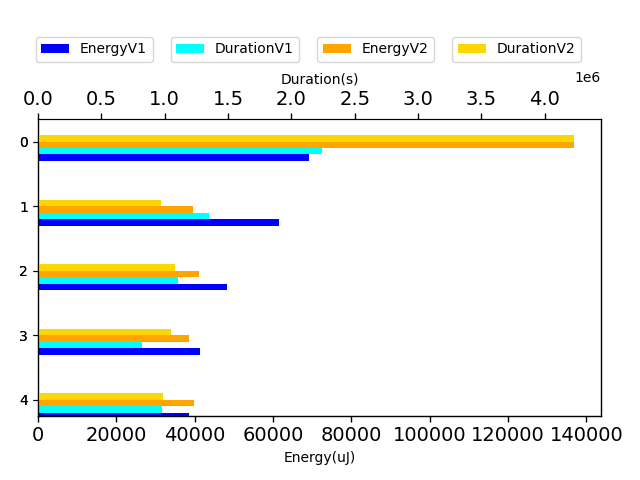 EnergyV1 DurationV1 EnergyV2 DurationV2
Duration(s)
1e6
0.0 0.5 1.0 1.5 2.0 2.5 3.0 3.5 4.0
0
1
2
3
4
0 20000 40000 60000 80000 100000 120000 140000
Energy(uJ)